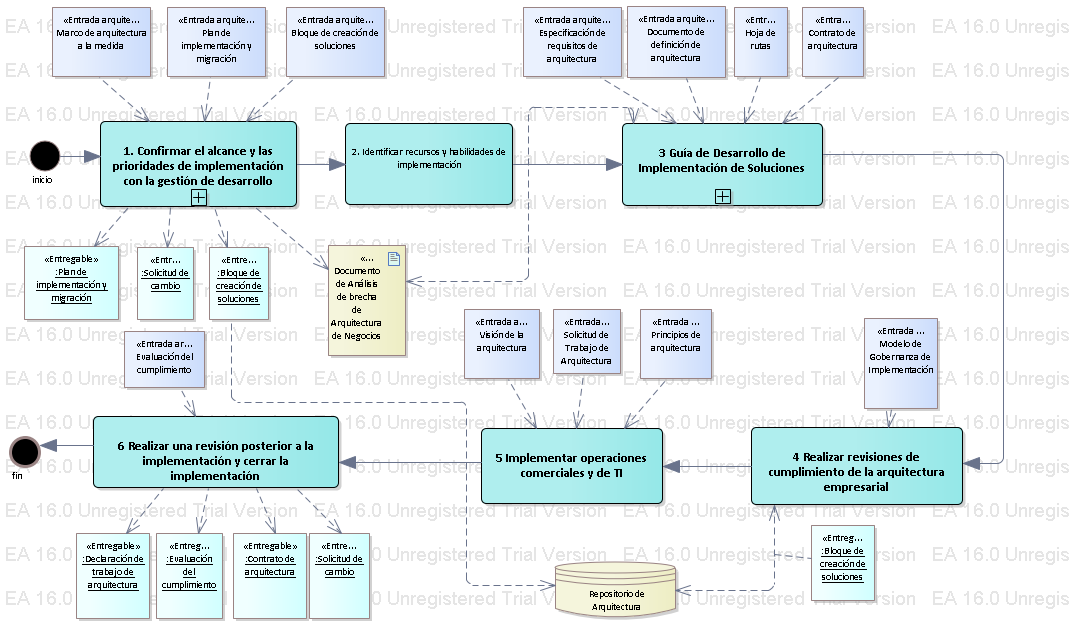 «Entrada arquite...
Marco de arquitectura
a la medida
«Entrada arquite...
Plan de
implementación y
migración
«Entrada arquite...
Bloque de creación de
soluciones
«Entrada arquite...
Especificación de
requisitos de
arquitectura
«Entrada arquite...
Documento de
definición de
arquitectura
«Entr...
Hoja de
rutas
«Entra...
Contrato de
arquitectura
inicio
1. Confirmar el alcance y las
prioridades de implementación
con la gestión de desarrollo
2. Identificar recursos y habilidades de
implementación
3 Guía de Desarrollo de
Implementación de Soluciones
«Entregable»
:Plan de
implementación y
migración
«Entr...
:Solicitud de
cambio
«Entre...
:Bloque de
creación de
soluciones
«...
Documento
de Análisis
de brecha
de
Arquitectura
de Negocios
«Entrada ar...
Evaluación del
cumplimiento
«Entrada a...
Visión de la
arquitectura
«Entrada...
Solicitud de
Trabajo de
Arquitectura
«Entrada ...
Principios de
arquitectura
«Entrada ...
Modelo de
Gobernanza de
Implementación
fin
6 Realizar una revisión posterior a la
implementación y cerrar la
implementación
5 Implementar operaciones
comerciales y de TI
4 Realizar revisiones de
cumplimiento de la arquitectura
empresarial
«Entregable»
:Declaración de
trabajo de
arquitectura
«Entreg...
:Evaluación
del
cumplimiento
«Entregable»
:Contrato de
arquitectura
«Entre...
:Solicitud de
cambio
Repositorio de
Arquitectura
«Entreg...
:Bloque de
creación de
soluciones
EA 16.0 Unregistered Trial Version